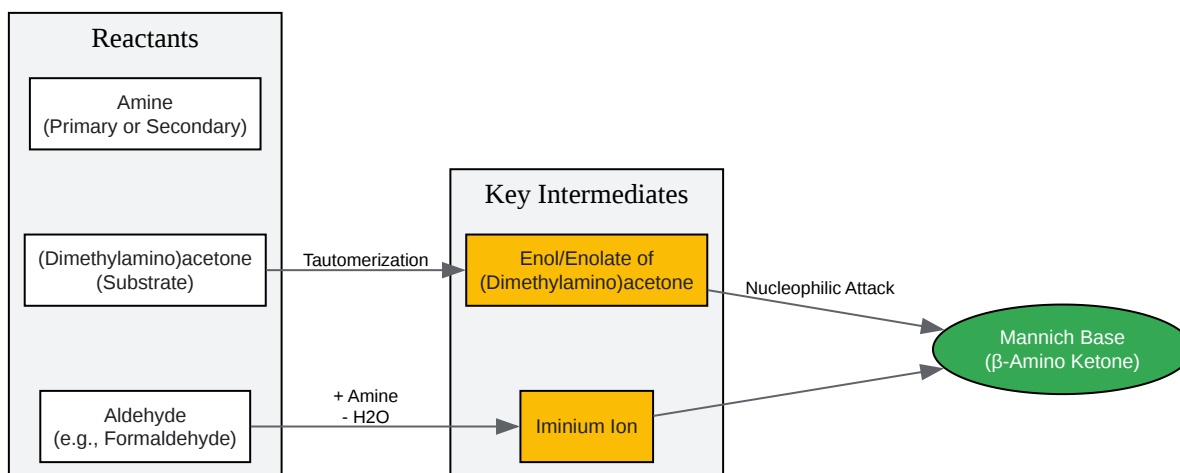 Reactants
Amine
(Primary or Secondary)
Key Intermediates
(Dimethylamino)acetone
(Substrate)
Tautomerization
Enol/Enolate of
(Dimethylamino)acetone
Nucleophilic Attack
Mannich Base
(β-Amino Ketone)
Aldehyde
(e.g., Formaldehyde)
+ Amine
- H2O
Iminium Ion